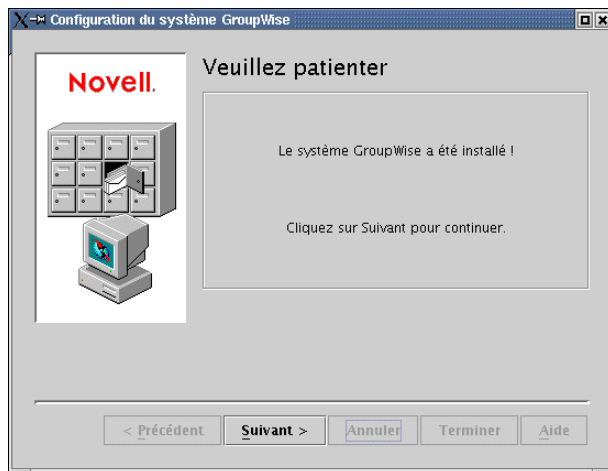 Configuration du système GroupWise
Novell.
Veuillez patienter
Le système GroupWise a été installé !
Cliquez sur Suivant pour continuer.
< Précédent
Suivant >
Annuler
Terminer
Aide